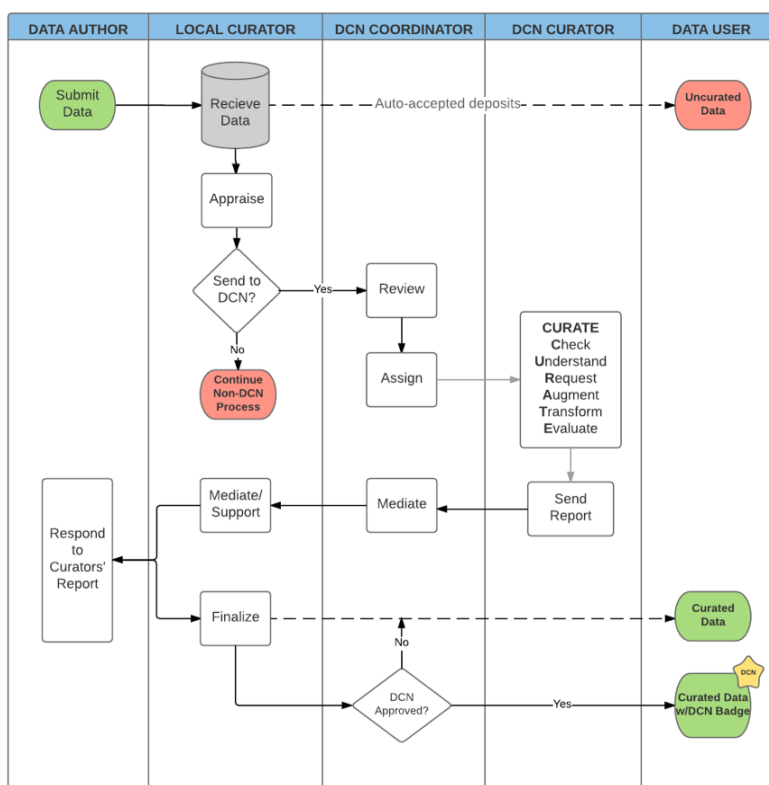 DATA AUTHOR
LOCAL CURATOR
DCN COORDINATOR
DCN CURATOR
DATA USER
Submit
Data
Recieve
Data
Auto-accepted deposits
Uncurated
Data
Appraise
Send to
DCN?
Yes
Review
No
Continue
Non-DCN
Process
Assign
CURATE
Check
Understand
Request
Augment
Transform
Evaluate
Send
Report
Mediate
Mediate/
Support
Respond
to
Curators'
Report
Finalize
Curated
Data
No
DCN
Approved?
Yes
DCN
Curated Data
w/DCN Badge